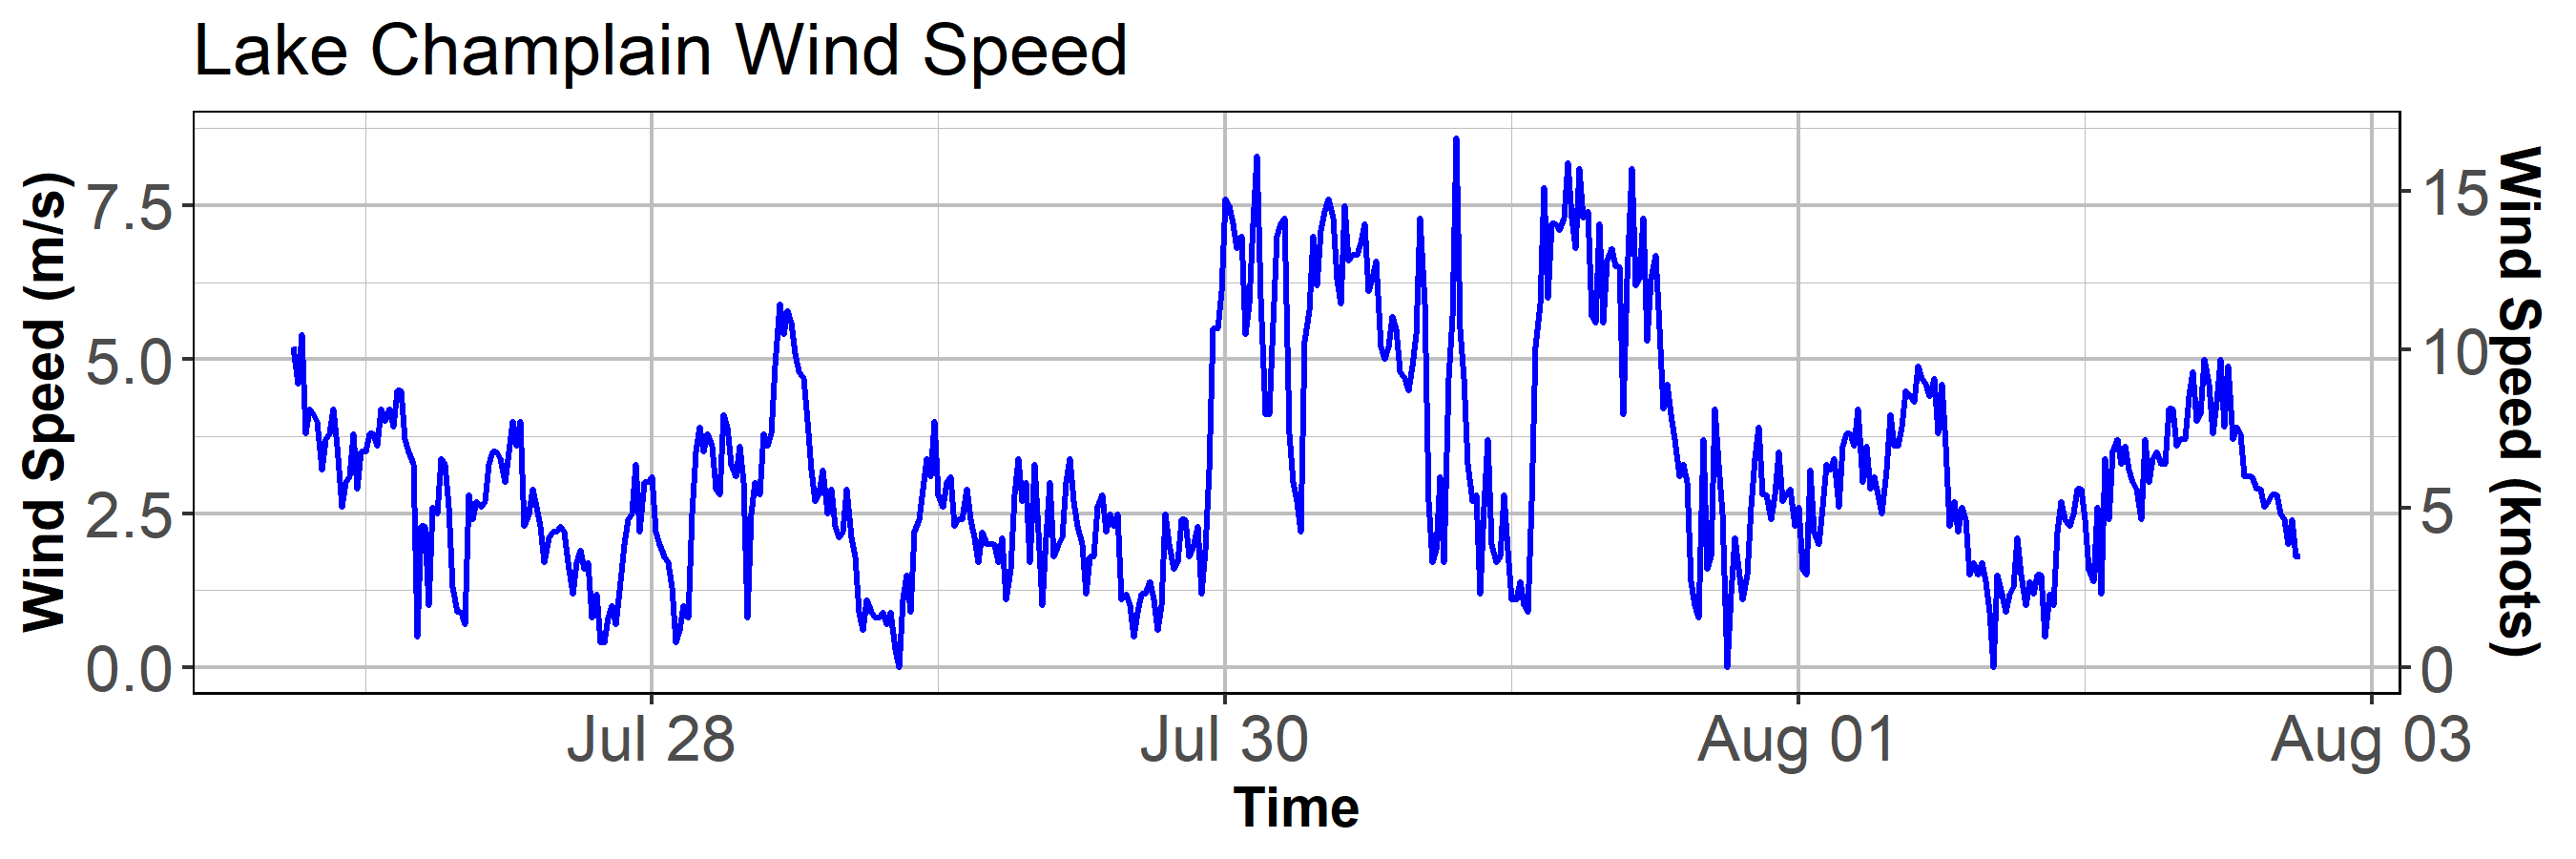 Lake Champlain Wind Speed
Wind Speed (m/s)
7.5
5.0
2.5
0.0
15
10
5
0
Wind Speed (knots)
Jul 28
Jul 30
Aug 01
Aug 03
Time